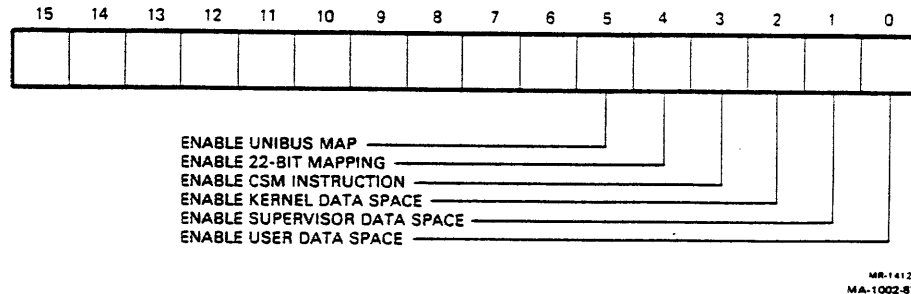 15 14 13 12 11 10 9 8 7 6 5 4 3 2 1 0
ENABLE UNIBUS MAP
ENABLE 22-BIT MAPPING
ENABLE CSM INSTRUCTION
ENABLE KERNEL DATA SPACE
ENABLE SUPERVISOR DATA SPACE
ENABLE USER DATA SPACE
MR-1412
MA-1002-8